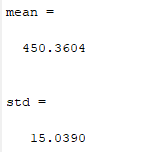 mean =
450.3604
std =
15.0390